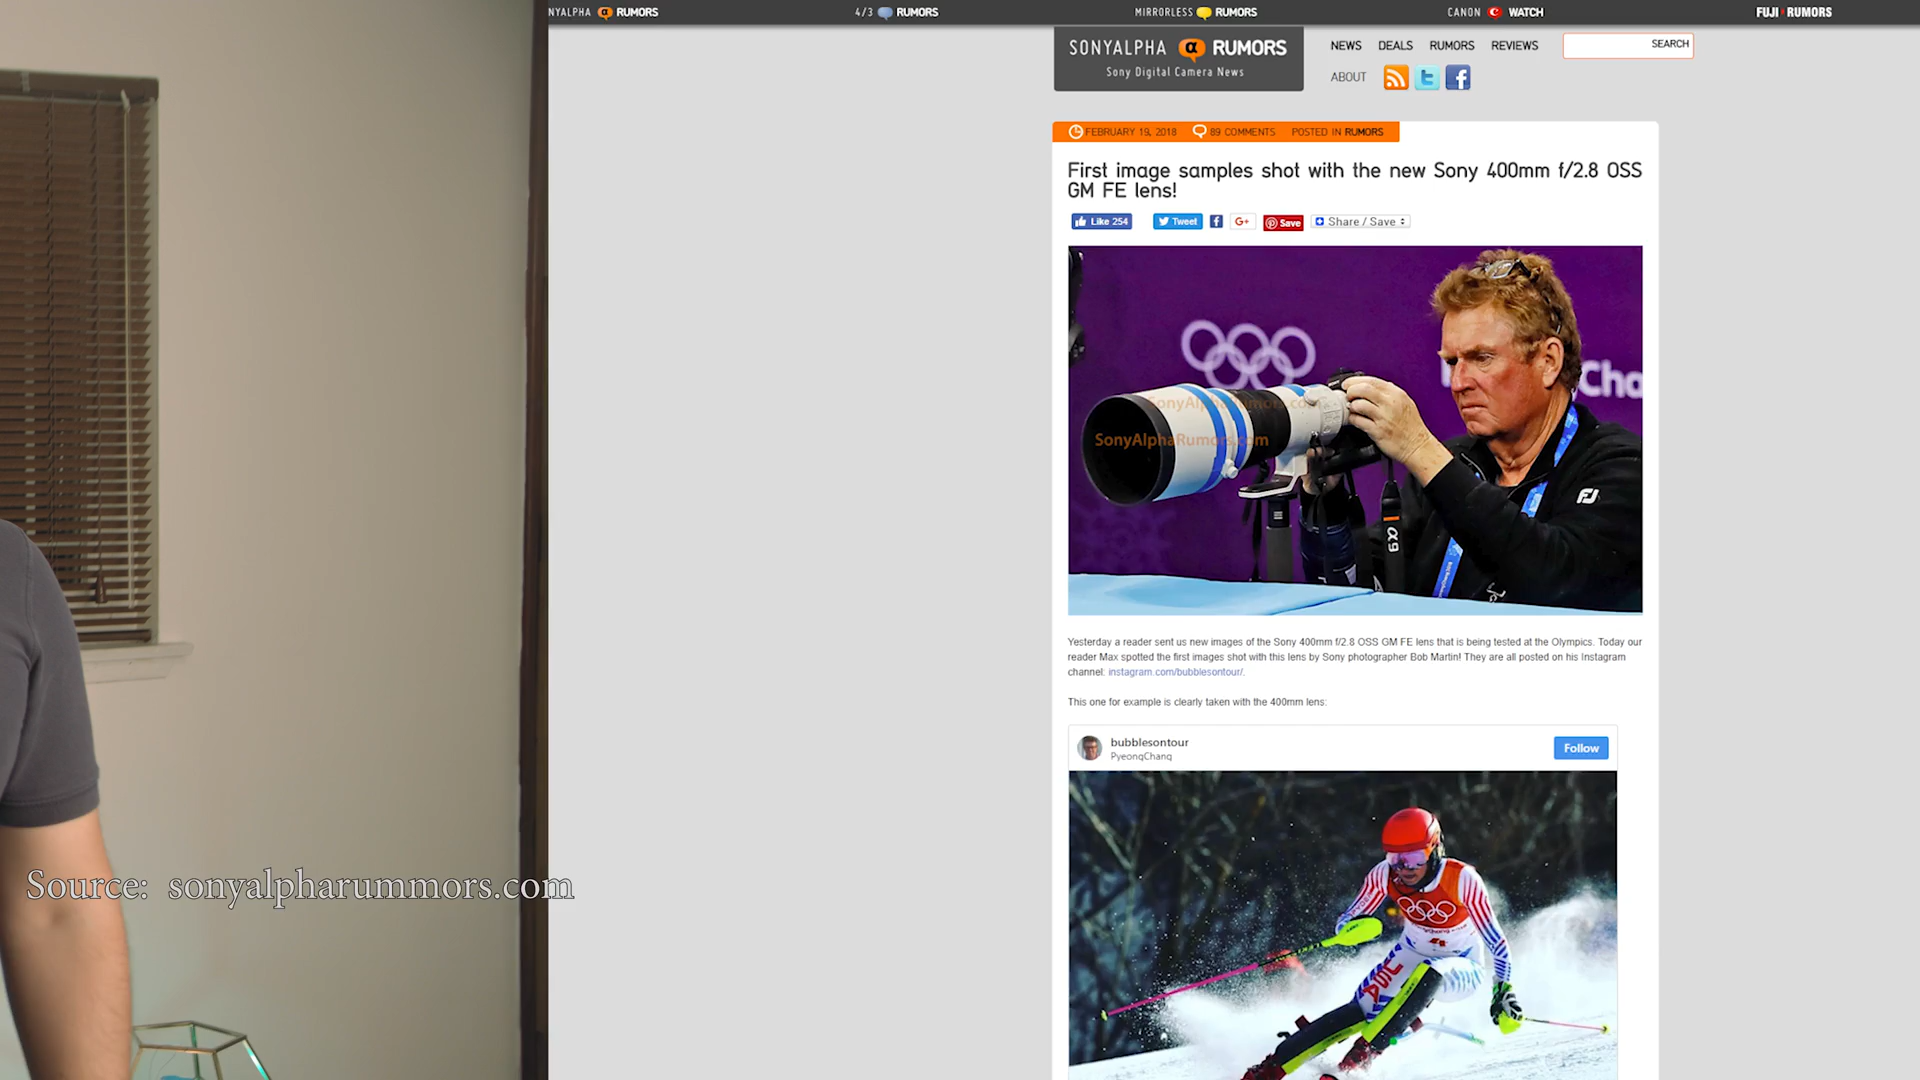 NYALPHA α RUMORS
4/3 RUMORS
MIRRORLESS RUMORS
CANON WATCH
FUJI RUMORS
SONYALPHA α RUMORS
Sony Digital Camera News
NEWS DEALS RUMORS REVIEWS
SEARCH
ABOUT
FEBRUARY 19, 2018 89 COMMENTS POSTED IN RUMORS
First image samples shot with the new Sony 400mm f/2.8 OSS
GM FE lens!
Like 254 Tweet G+ Save Share / Save
Cha
SonyAlphaRumors.com
SonyAlphaRumors.com
FJ
α9
Yesterday a reader sent us new images of the Sony 400mm f/2.8 OSS GM FE lens that is being tested at the Olympics. Today our
reader Max spotted the first images shot with this lens by Sony photographer Bob Martin! They are all posted on his Instagram
channel: instagram.com/bubblesontour/.
This one for example is clearly taken with the 400mm lens:
bubblesontour
PyeongChang
Follow
4
Source: sonyalpharummors.com